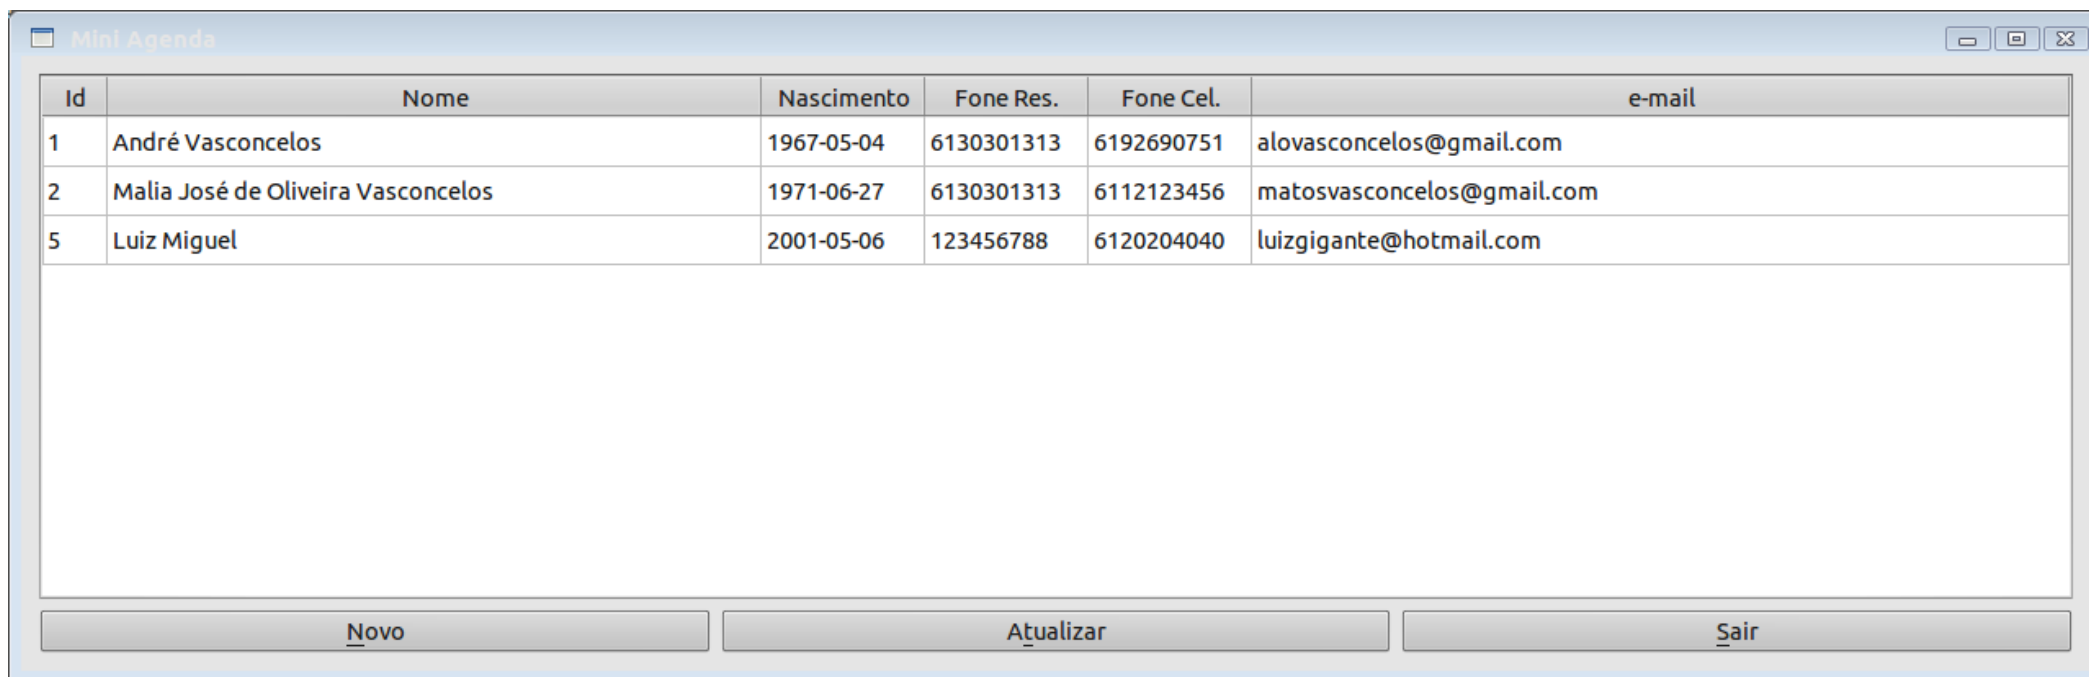 Mini Agenda
Id Nome Nascimento Fone Res. Fone Cel. e-mail
1 André Vasconcelos 1967-05-04 6130301313 6192690751 alovasconcelos@gmail.com
2 Malia José de Oliveira Vasconcelos 1971-06-27 6130301313 6112123456 matosvasconcelos@gmail.com
5 Luiz Miguel 2001-05-06 123456788 6120204040 luizgigante@hotmail.com
Novo Atualizar Sair